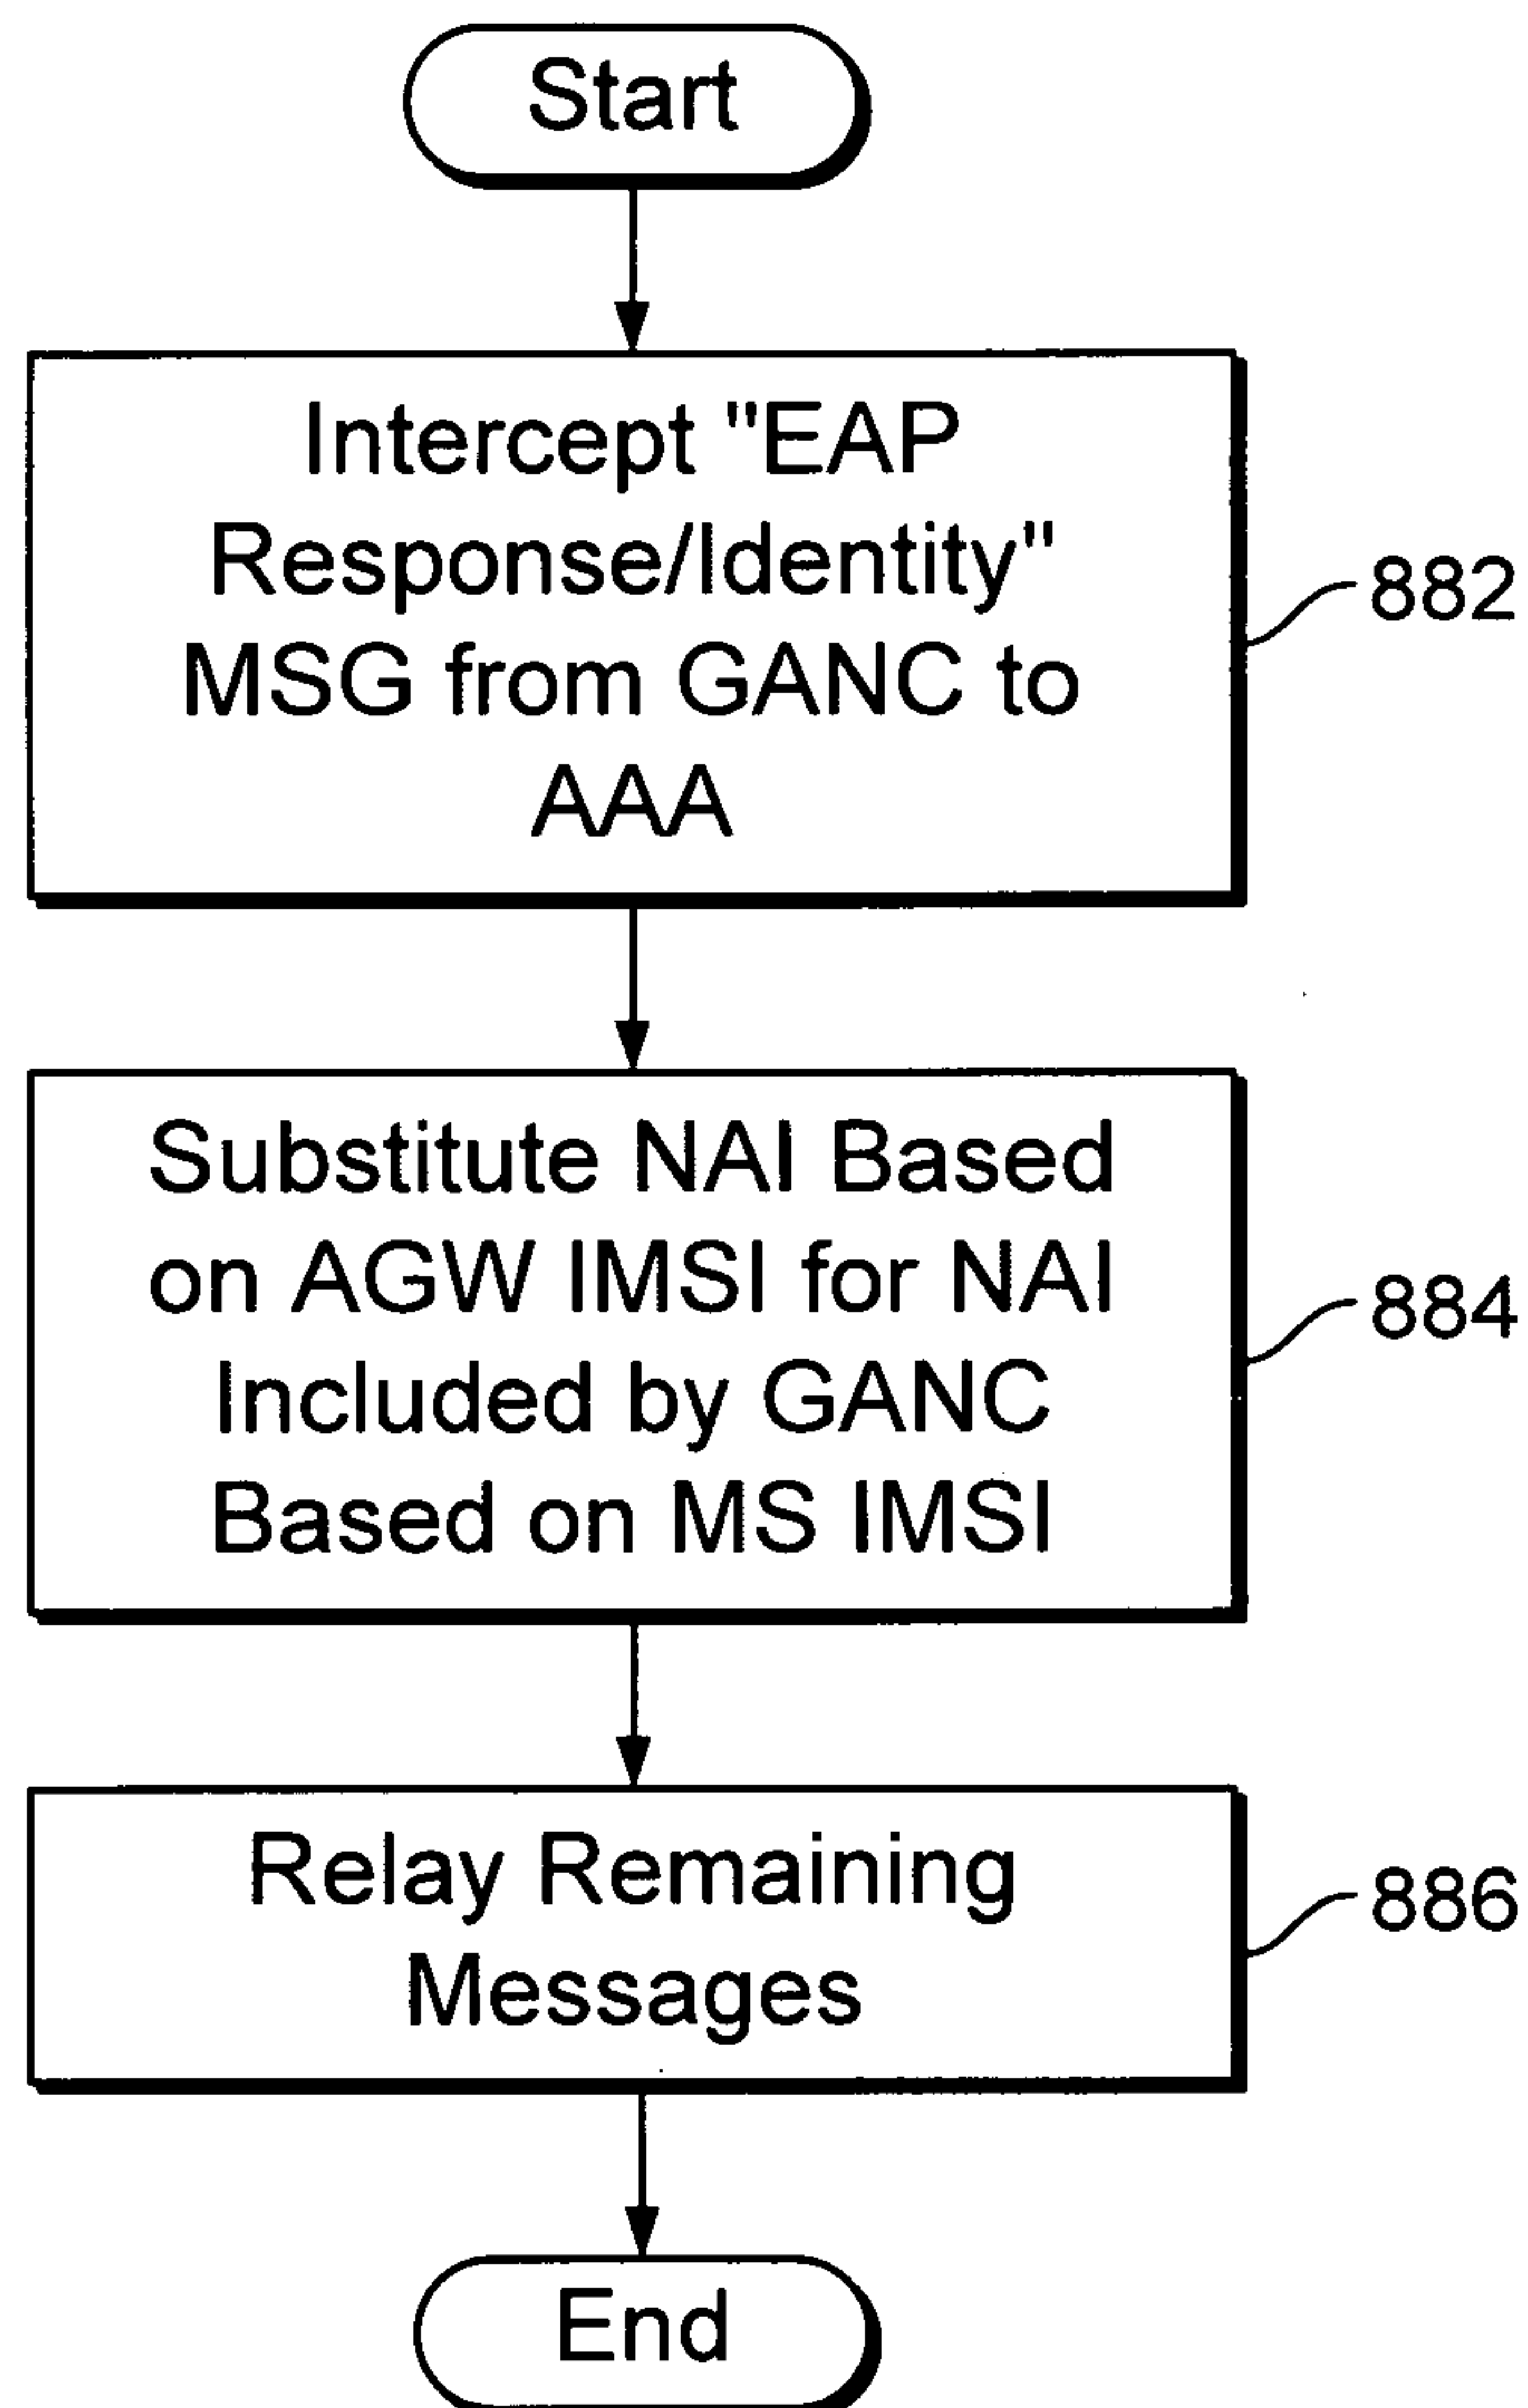 Start
Intercept "EAP
Response/Identity"
MSG from GANC to
AAA
882
Substitute NAI Based
on AGW IMSI for NAI
Included by GANC
Based on MS IMSI
884
Relay Remaining
Messages
886
End